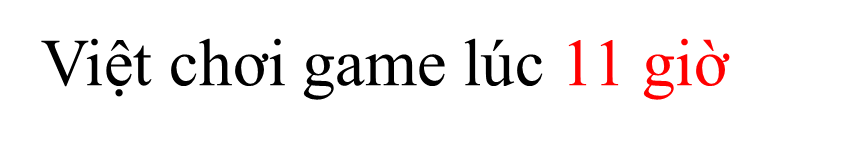 Việt chơi game lúc 11 giờ